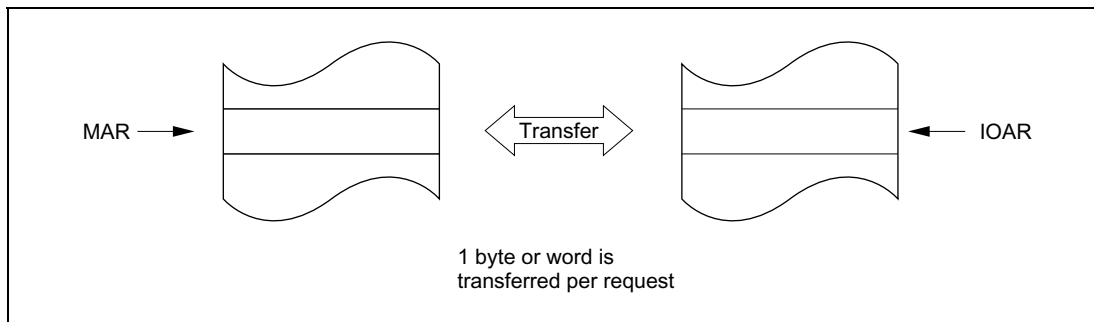 MAR
Transfer
IOAR
1 byte or word is
transferred per request